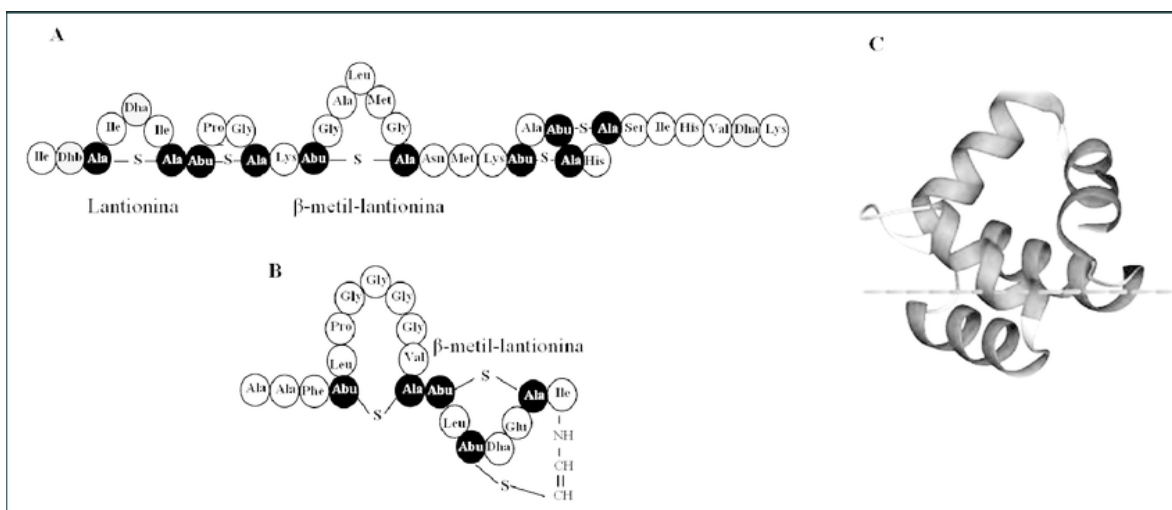 A
C
Leu
Dha Ala Met
Ile Ile Pro Gly Gly Gly Ala Abu -S- Ala Ser Ile His Val Dha Lys
Ile Dhb Ala – S – Ala Abu – S – Ala Lys Abu – S – Ala Asn Met Lys Abu - S - Ala His
Lantionina
β-metil-lantionina
B
Gly
Gly Gly
Pro Gly
β-metil-lantionina
Leu Val
S
Ala Ala Phe Abu Ala Abu Ala Ile
S
Leu Glu
NH
Abu Dha
CH
S
CH